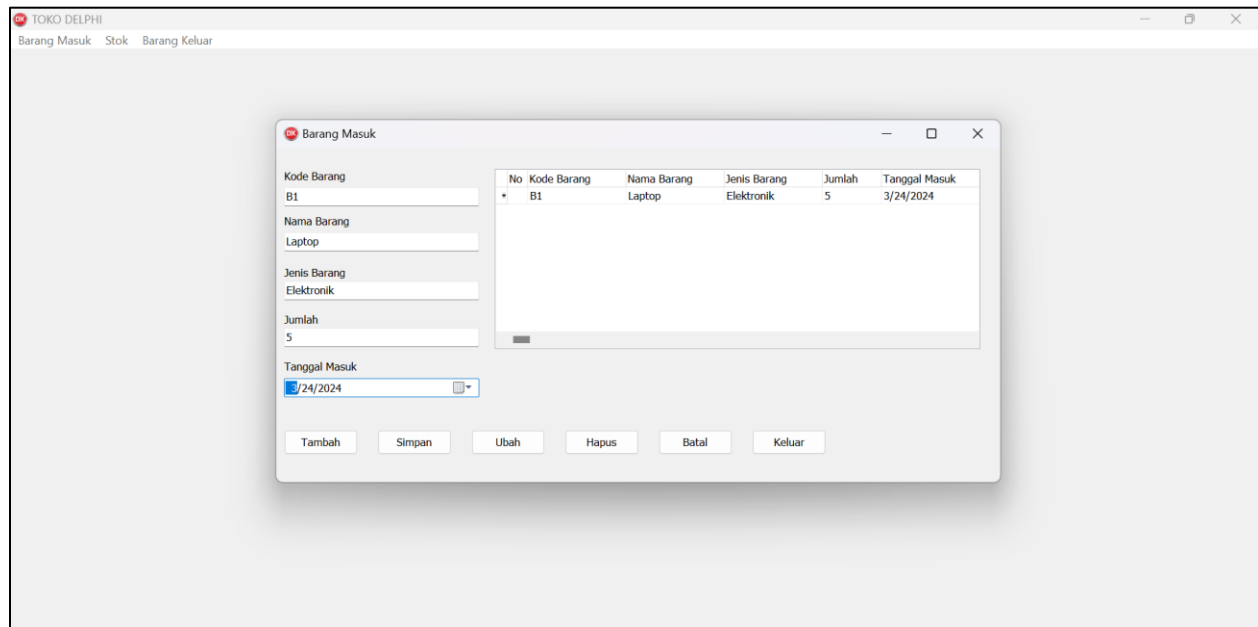 TOKO DELPHI
Barang Masuk Stok Barang Keluar
Barang Masuk
Kode Barang
B1
Nama Barang
Laptop
Jenis Barang
Elektronik
Jumlah
5
Tanggal Masuk
3/24/2024
No Kode Barang Nama Barang Jenis Barang Jumlah Tanggal Masuk
B1 Laptop Elektronik 5 3/24/2024
Tambah Simpan Ubah Hapus Batal Keluar